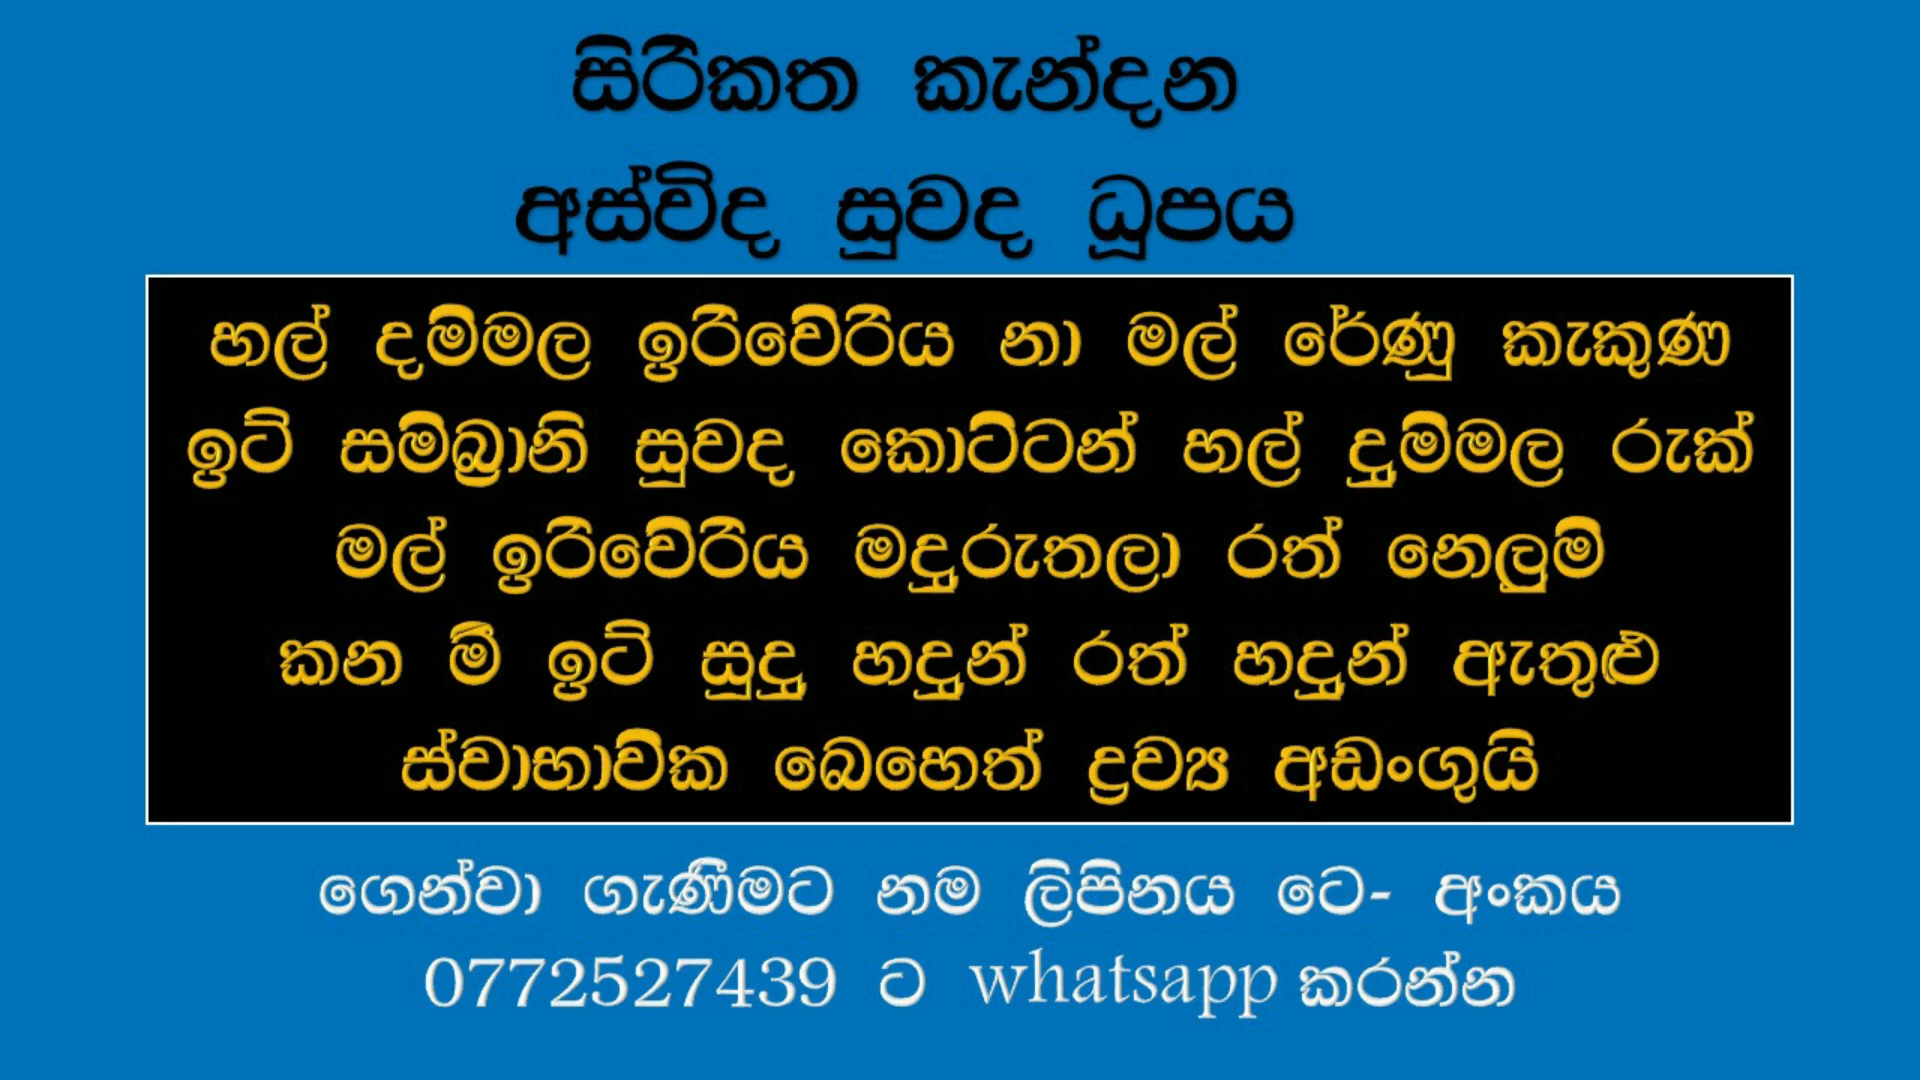 සිරිකත කැන්දන
අස්විද සුවද ධූපය
හල් දම්මල ඉරිවේරිය නා මල් රේණු කැකුණ
ඉටි සම්බ්‍රානි සුවද කොට්ටන් හල් දුම්මල රුක්
මල් ඉරිවේරිය මදුරුතලා රත් නෙලුම්
කන මී ඉටි සුදු හදුන් රත් හදුන් ඇතුළු
ස්වාභාවික බෙහෙත් ද්‍රව්‍ය අඩංගුයි
ගෙන්වා ගැණීමට නම ලිපිනය ටෙ- අංකය
0772527439 ට whatsapp කරන්න